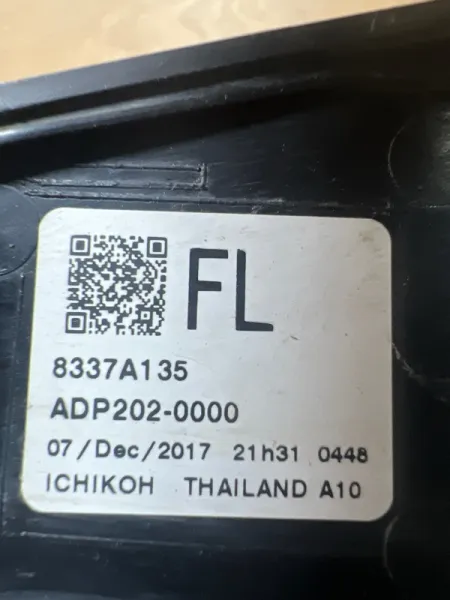 FL
8337A135
ADP202-0000
07/Dec/2017 21h31 0448
ICHIKOH THAILAND A10